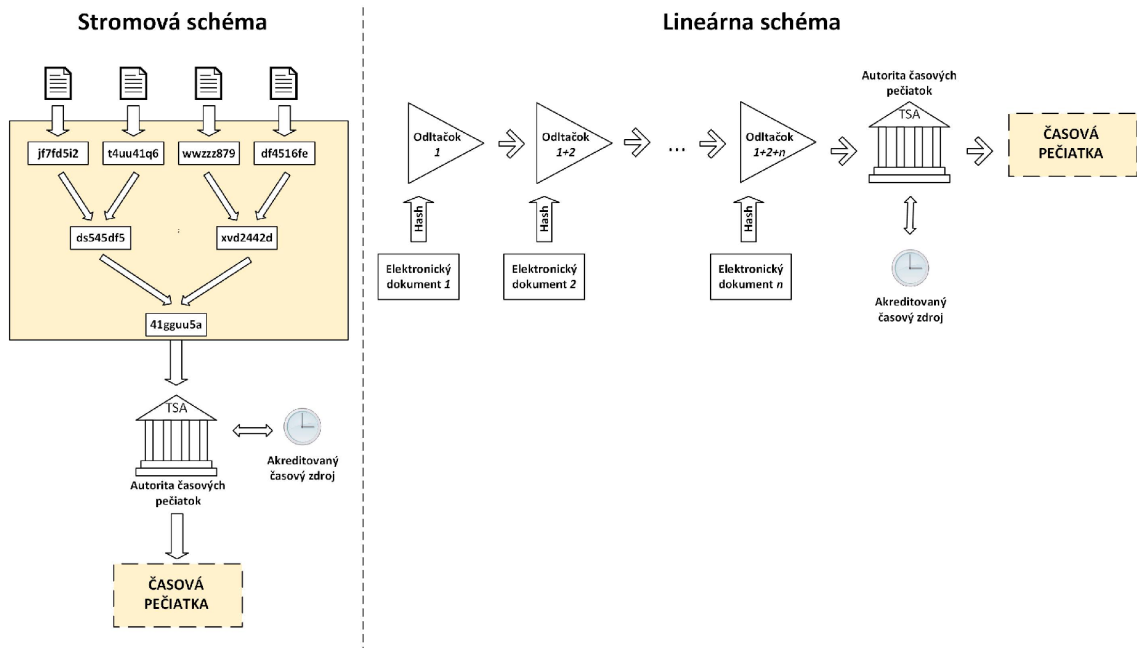 Stromová schéma
jf7fd5i2
t4uu41q6
wwzzz879
df4516fe
ds545df5
xvd2442d
41gguu5a
TSA
Autorita časových
pečiatok
Akreditovaný
časový zdroj
ČASOVÁ
PEČIATKA
Lineárna schéma
Odltačok
1
Odltačok
1+2
...
Odltačok
1+2+n
Hash
Hash
Hash
Elektronický
dokument 1
Elektronický
dokument 2
Elektronický
dokument n
Autorita časových
pečiatok
TSA
Akreditovaný
časový zdroj
ČASOVÁ
PEČIATKA